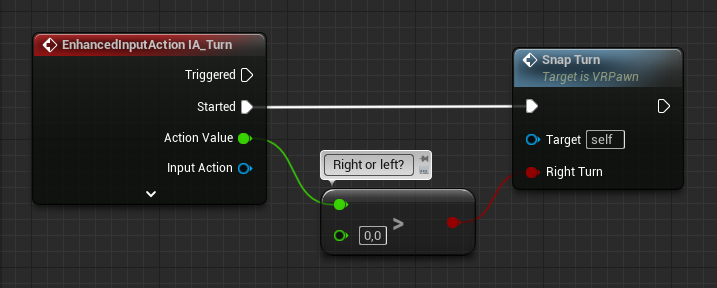 EnhancedInputAction IA_Turn
Triggered
Started
Action Value
Input Action
Right or left?
0,0
>
Snap Turn
Target is VRPawn
Target self
Right Turn